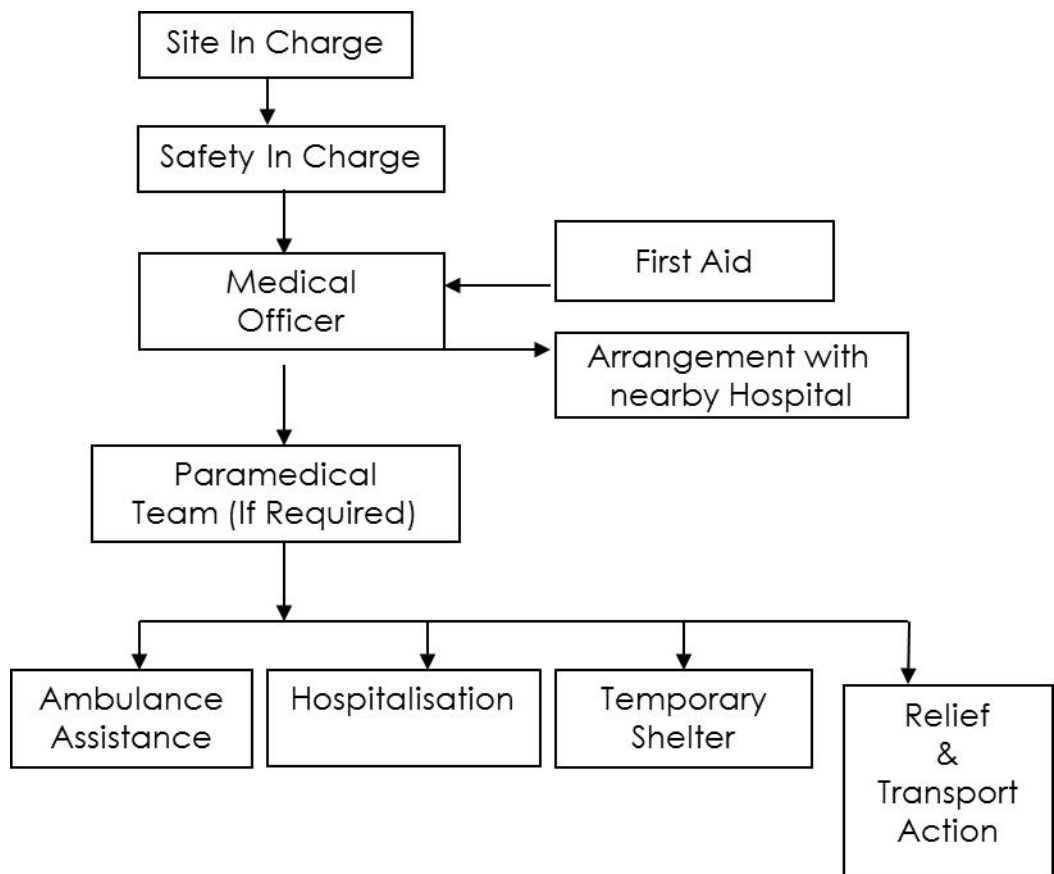 Site In Charge
Safety In Charge
Medical
Officer
First Aid
Arrangement with
nearby Hospital
Paramedical
Team (If Required)
Ambulance
Assistance
Hospitalisation
Temporary
Shelter
Relief
&
Transport
Action